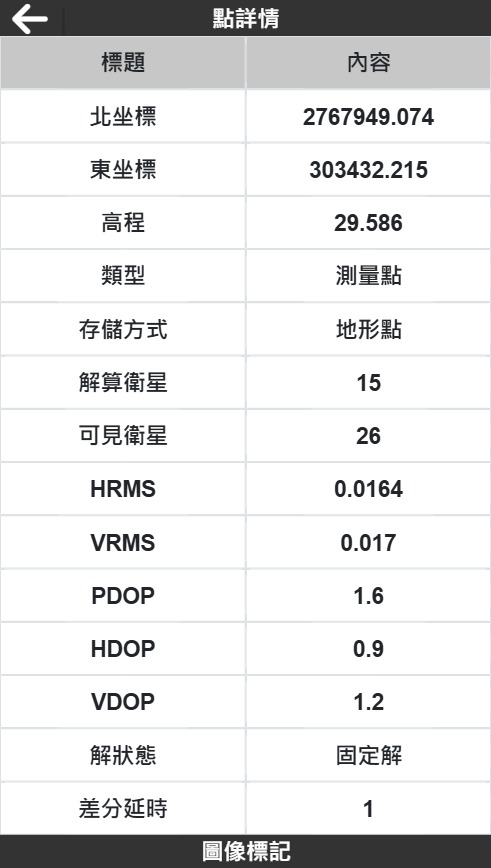 點詳情
標題 內容
北坐標 2767949.074
東坐標 303432.215
高程 29.586
類型 測量點
存儲方式 地形點
解算衛星 15
可見衛星 26
HRMS 0.0164
VRMS 0.017
PDOP 1.6
HDOP 0.9
VDOP 1.2
解狀態 固定解
差分延時 1
圖像標記